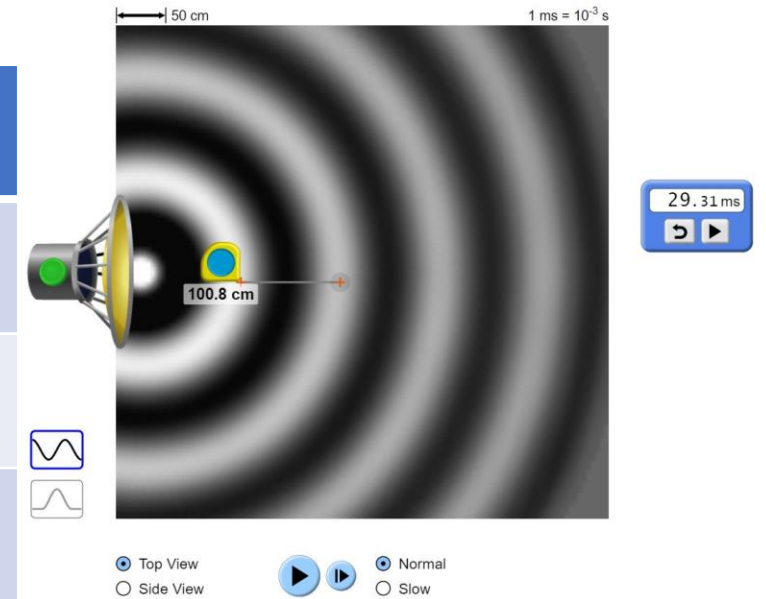 50 cm
1 ms = 10⁻³ s
29.31 ms
100.8 cm
Top View
Normal
Side View
Slow